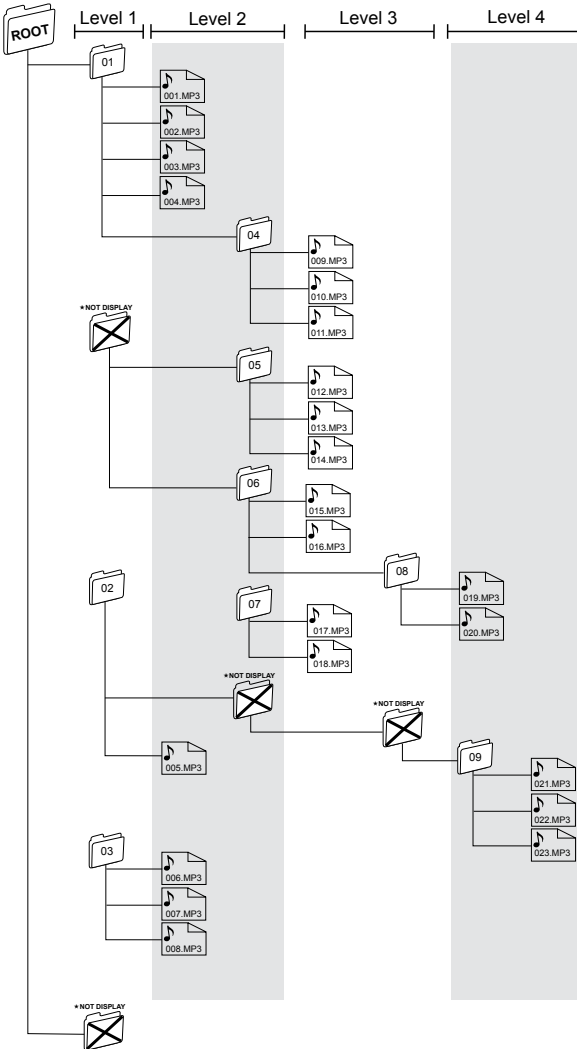 ROOT
Level 1 Level 2 Level 3 Level 4
01
001.MP3
002.MP3
003.MP3
004.MP3
04
009.MP3
010.MP3
011.MP3
*NOT DISPLAY
05
012.MP3
013.MP3
014.MP3
06
015.MP3
016.MP3
08
019.MP3
020.MP3
02
07
017.MP3
018.MP3
*NOT DISPLAY
*NOT DISPLAY
09
021.MP3
022.MP3
023.MP3
005.MP3
03
006.MP3
007.MP3
008.MP3
*NOT DISPLAY